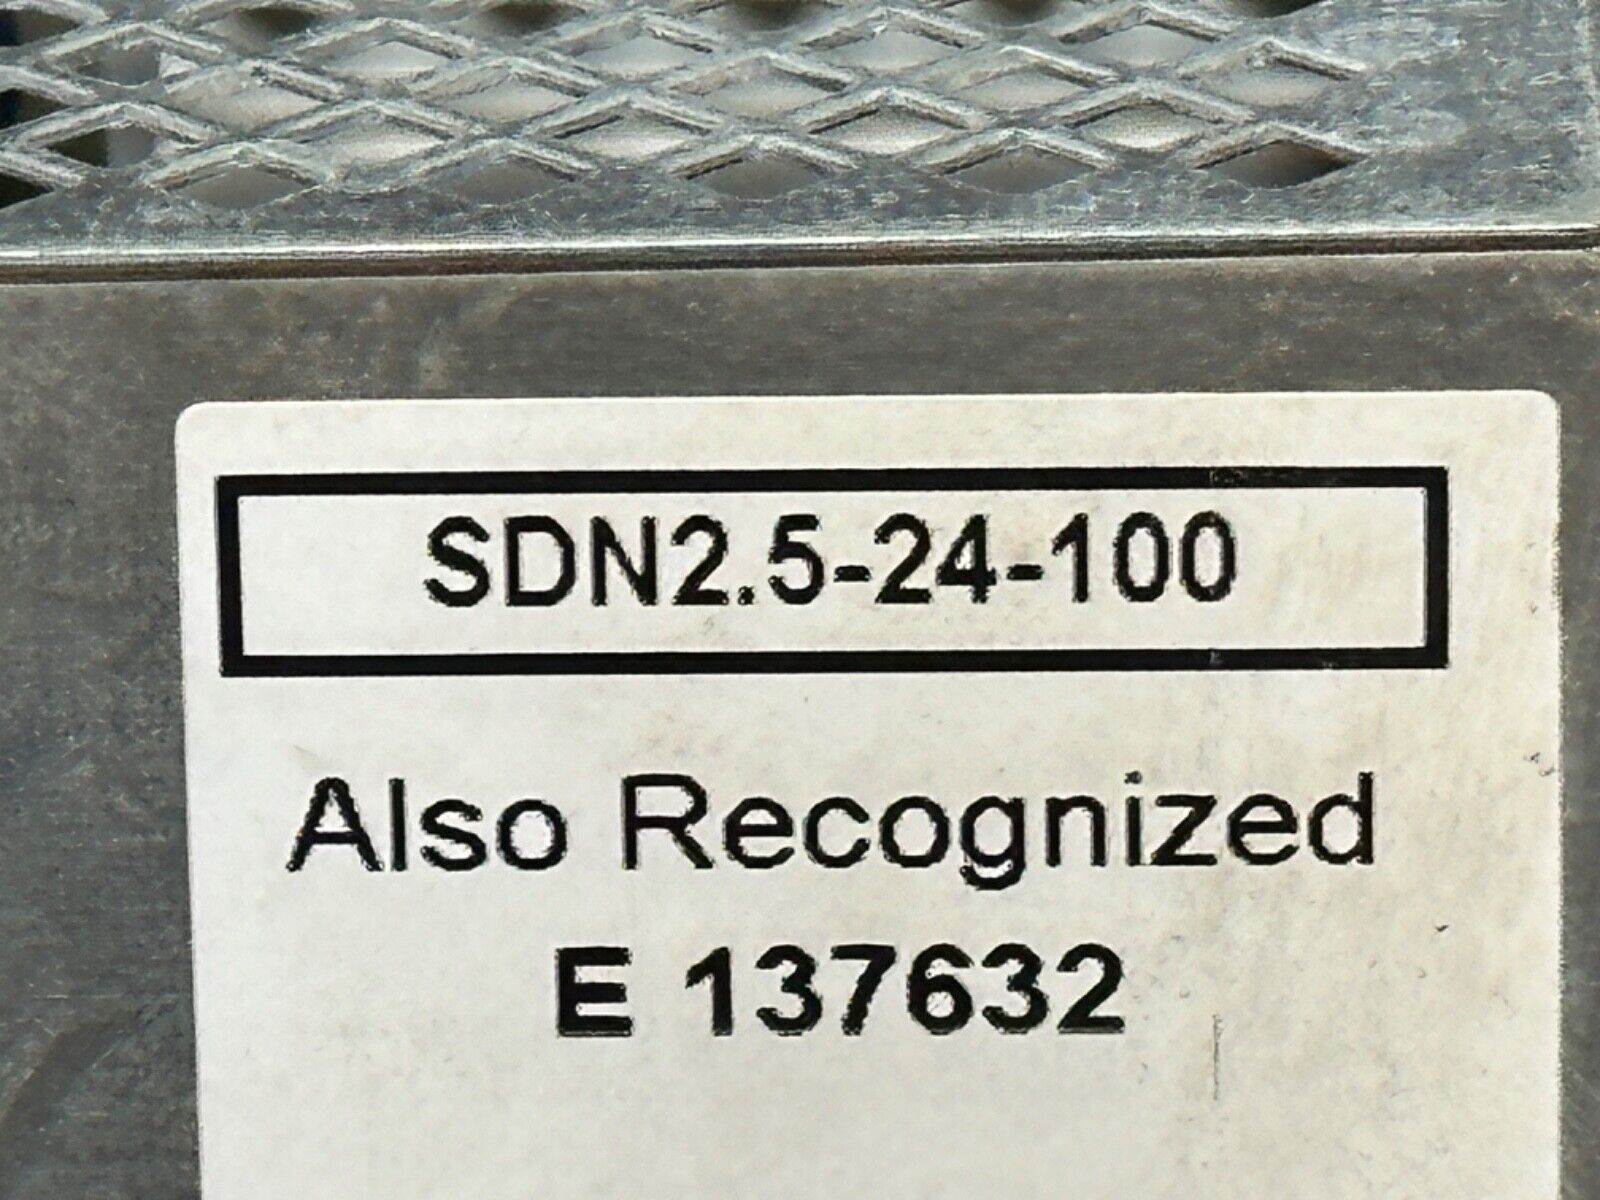 SDN2.5-24-100
Also Recognized
E 137632